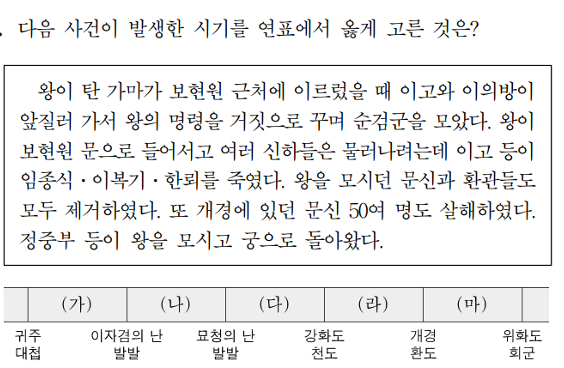 . 다음 사건이 발생한 시기를 연표에서 옳게 고른 것은?
왕이 탄 가마가 보현원 근처에 이르렀을 때 이고와 이의방이
앞질러 가서 왕의 명령을 거짓으로 꾸며 순검군을 모았다. 왕이
보현원 문으로 들어서고 여러 신하들은 물러나려는데 이고 등이
임종식·이복기·한뢰를 죽였다. 왕을 모시던 문신과 환관들도
모두 제거하였다. 또 개경에 있던 문신 50여 명도 살해하였다.
정중부 등이 왕을 모시고 궁으로 돌아왔다.
(가) (나) (다) (라) (마)
귀주 이자겸의 난 묘청의 난 강화도 개경 위화도
대첩 발발 발발 천도 환도 회군